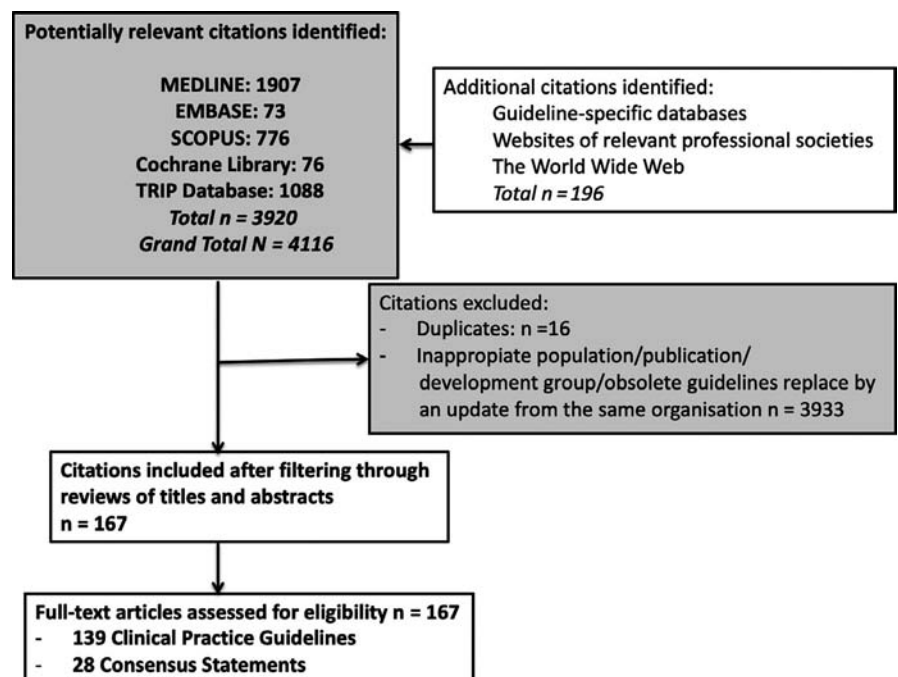 Potentially relevant citations identified:
MEDLINE: 1907
EMBASE: 73
SCOPUS: 776
Cochrane Library: 76
TRIP Database: 1088
Total n = 3920
Grand Total N = 4116
Additional citations identified:
Guideline-specific databases
Websites of relevant professional societies
The World Wide Web
Total n = 196
Citations excluded:
- Duplicates: n =16
- Inappropiate population/publication/
development group/obsolete guidelines replace by
an update from the same organisation n = 3933
Citations included after filtering through
reviews of titles and abstracts
n = 167
Full-text articles assessed for eligibility n = 167
- 139 Clinical Practice Guidelines
- 28 Consensus Statements